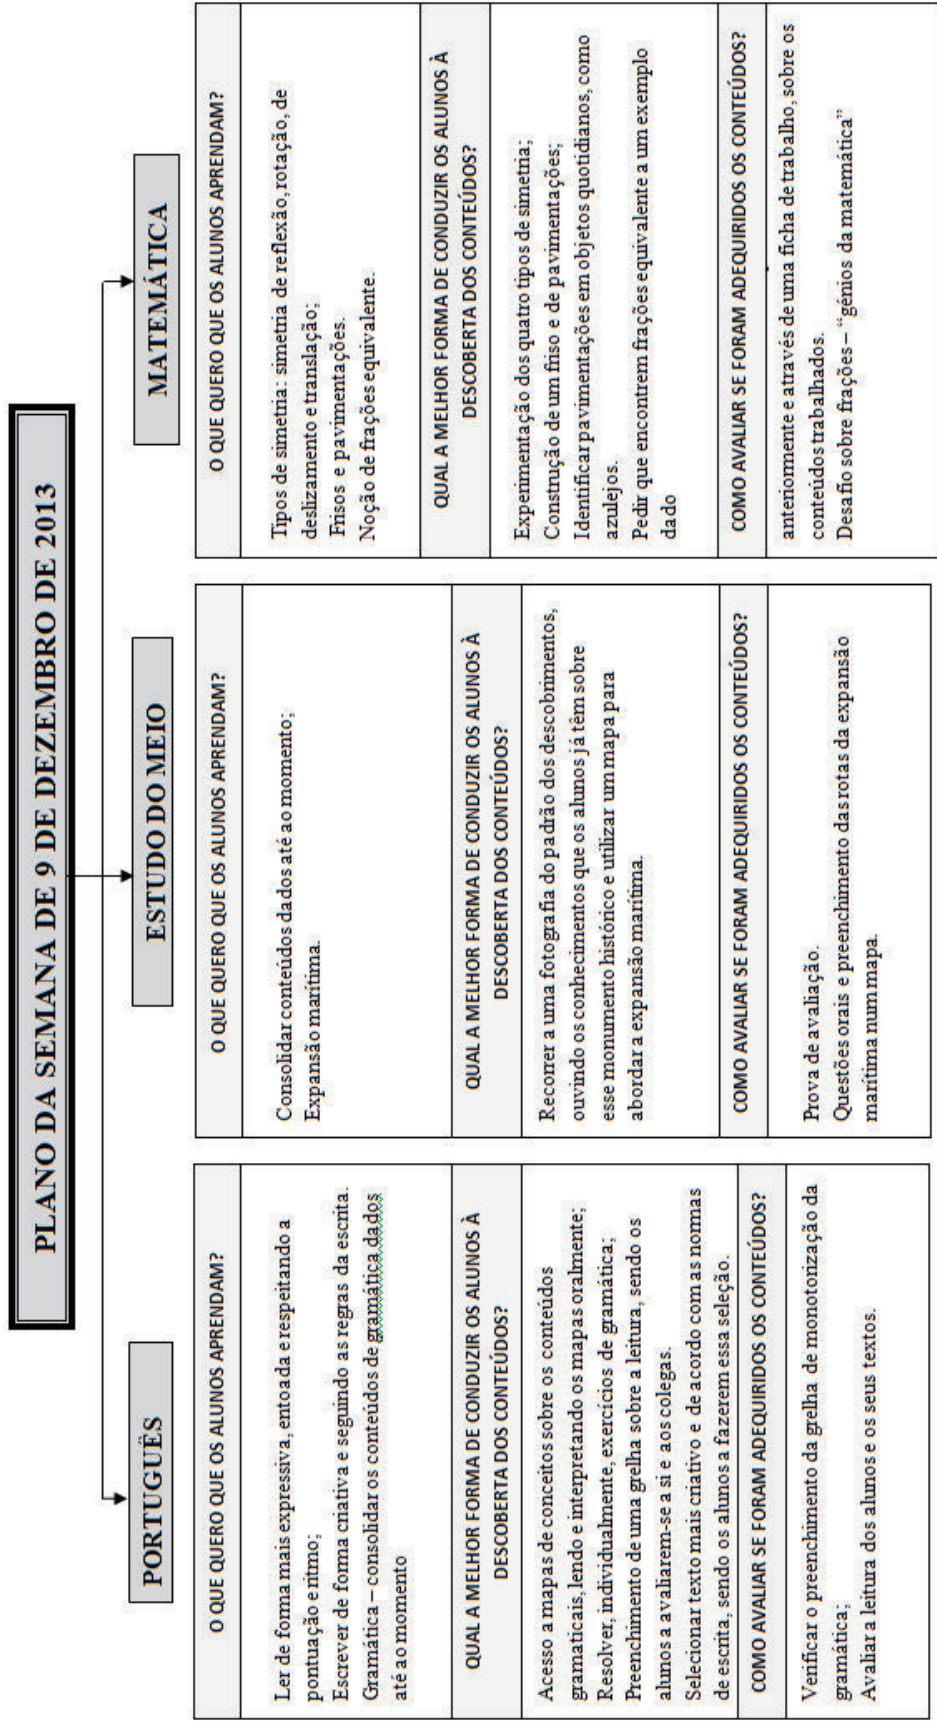 PLANO DA SEMANA DE 9 DE DEZEMBRO DE 2013
PORTUGUÊS
O QUE QUERO QUE OS ALUNOS APRENDAM?
Ler de forma mais expressiva, entoada e respeitando a
pontuação e ritmo;
Escrever de forma criativa e seguindo as regras da escrita.
Gramática – consolidar os conteúdos de gramática dados
até ao momento
QUAL A MELHOR FORMA DE CONDUZIR OS ALUNOS À
DESCOBERTA DOS CONTEÚDOS?
Acesso a mapas de conceitos sobre os conteúdos
gramaticais, lendo e interpretando os mapas oralmente;
Resolver, individualmente, exercícios de gramática;
Preenchimento de uma grelha sobre a leitura, sendo os
alunos a avaliarem-se a si e aos colegas.
Selecionar texto mais criativo e de acordo com as normas
de escrita, sendo os alunos a fazerem essa seleção.
COMO AVALIAR SE FORAM ADEQUIRIDOS OS CONTEÚDOS?
Verificar o preenchimento da grelha de motorização da
gramática;
Avaliar a leitura dos alunos e os seus textos.
ESTUDO DO MEIO
O QUE QUERO QUE OS ALUNOS APRENDAM?
Consolidar conteúdos dados até ao momento;
Expansão marítima.
QUAL A MELHOR FORMA DE CONDUZIR OS ALUNOS À
DESCOBERTA DOS CONTEÚDOS?
Recorrer a uma fotografia do padrão dos descobrimentos,
ouvindo os conhecimentos que os alunos já têm sobre
esse monumento histórico e utilizar um mapa para
abordar a expansão marítima.
COMO AVALIAR SE FORAM ADEQUIRIDOS OS CONTEÚDOS?
Prova de avaliação.
Questões orais e preenchimento das rotas da expansão
marítima num mapa.
MATEMÁTICA
O QUE QUERO QUE OS ALUNOS APRENDAM?
Tipos de simetria: simetria de reflexão, rotação, de
deslizamento e translação;
Frisos e pavimentações.
Noção de frações equivalente.
QUAL A MELHOR FORMA DE CONDUZIR OS ALUNOS À
DESCOBERTA DOS CONTEÚDOS?
Experimentação dos quatro tipos de simetria;
Construção de um friso e de pavimentações;
Identificar pavimentações em objetos quotidianos, como
azulejos.
Pedir que encontrem frações equivalente a um exemplo
dado
COMO AVALIAR SE FORAM ADEQUIRIDOS OS CONTEÚDOS?
anteriormente e através de uma ficha de trabalho, sobre os
conteúdos trabalhados.
Desafio sobre frações – “génios da matemática”